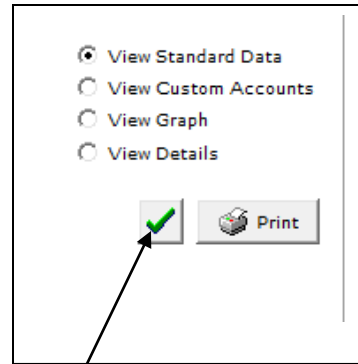 View Standard Data
View Custom Accounts
View Graph
View Details
Print